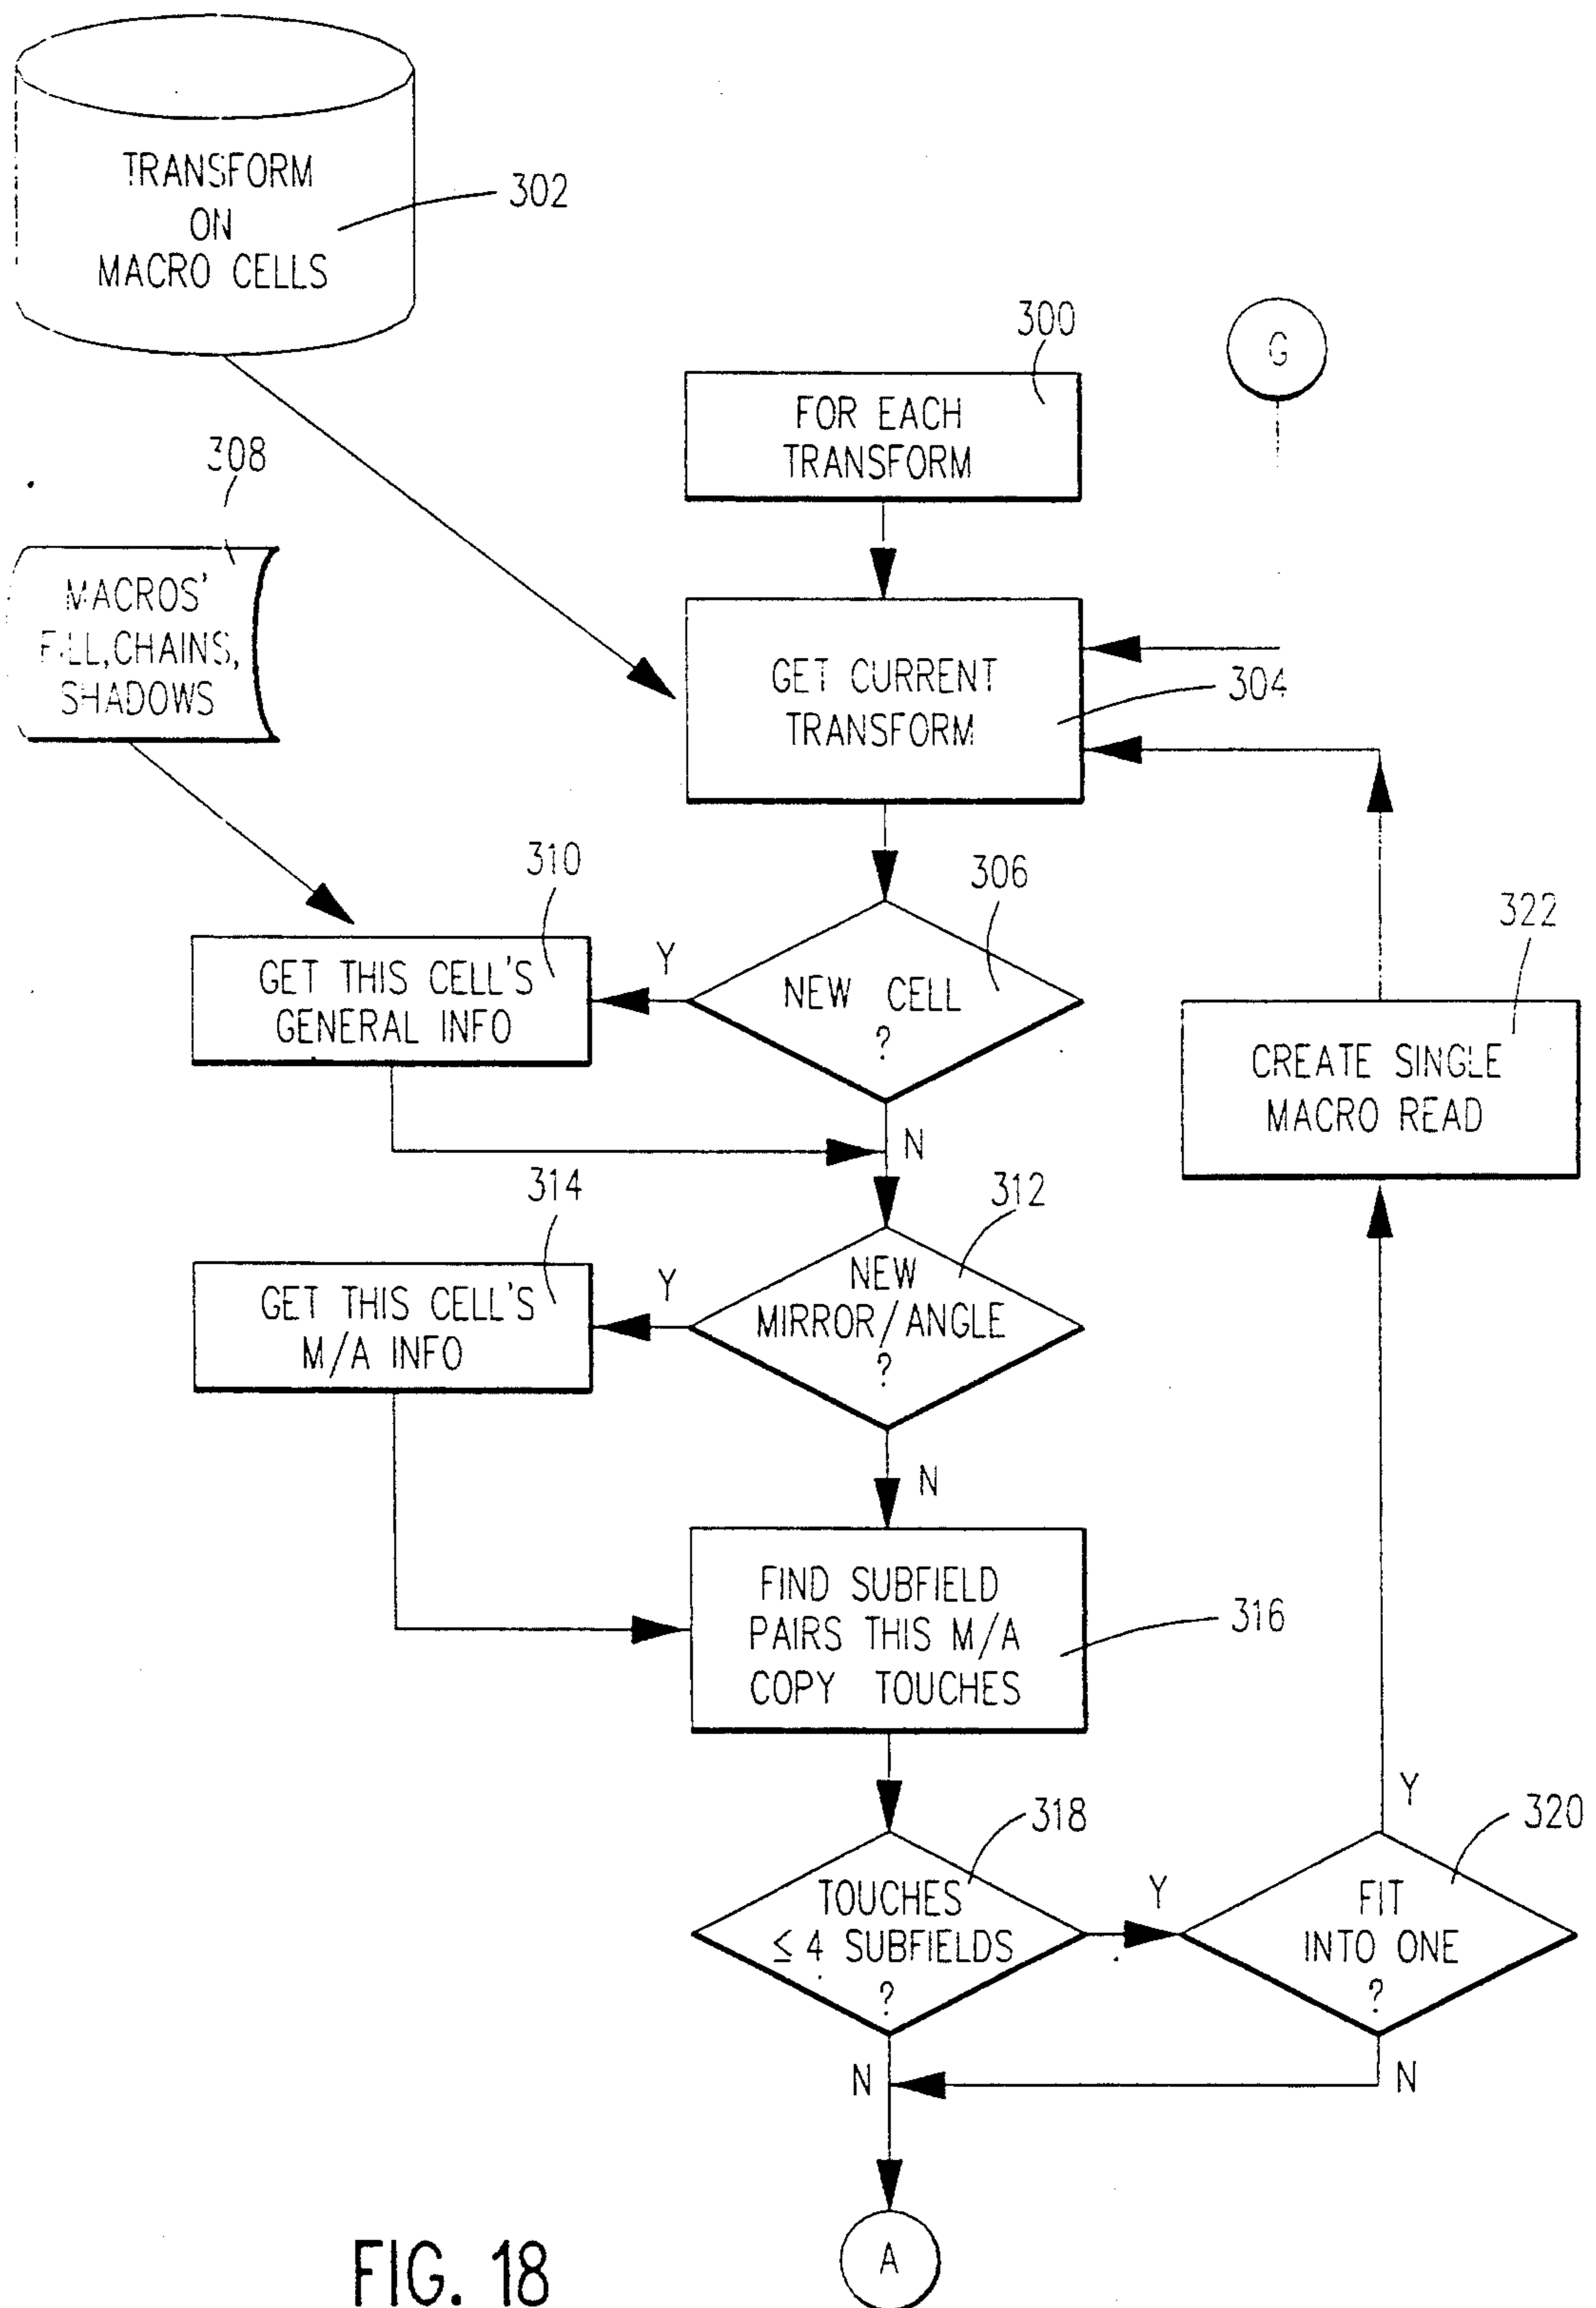 TRANSFORM
ON
MACRO CELLS
302
300
G
FOR EACH
TRANSFORM
308
MACROS'
FILL, CHAINS,
SHADOWS
GET CURRENT
TRANSFORM
304
310
306
322
GET THIS CELL'S
GENERAL INFO
Y
NEW CELL
?
CREATE SINGLE
MACRO READ
N
314
312
GET THIS CELL'S
M/A INFO
Y
NEW
MIRROR/ANGLE
?
N
FIND SUBFIELD
PAIRS THIS M/A
COPY TOUCHES
316
318
Y
320
TOUCHES
≤ 4 SUBFIELDS
?
Y
FIT
INTO ONE
?
N
N
A
FIG. 18